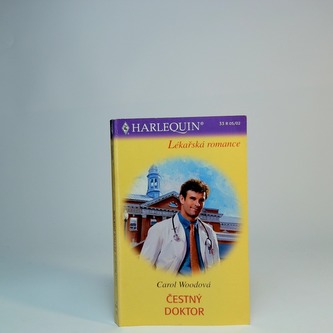 HARLEQUIN®
Lékařská romance
Carol Woodová
ČESTNÝ
DOKTOR